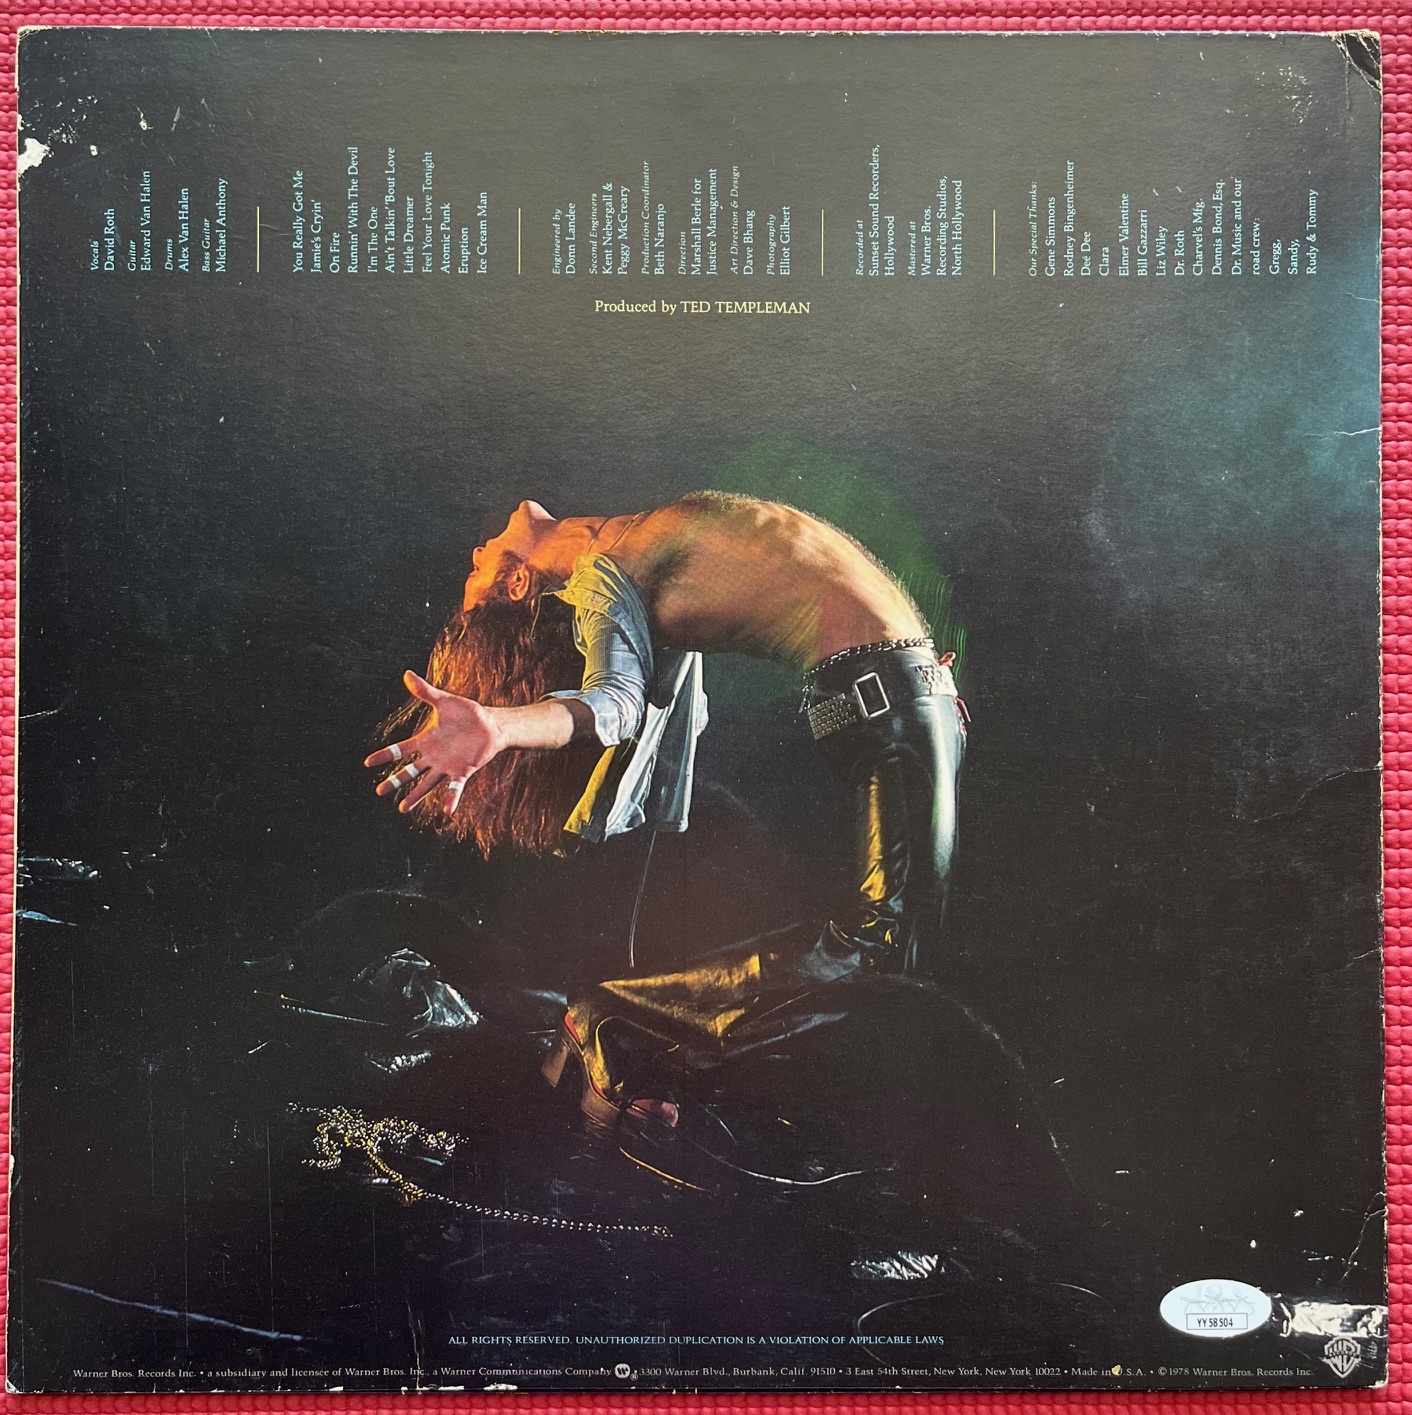 Vocals
David Roth
Guitar
Edward Van Halen
Drums
Alex Van Halen
Bass Guitar
Michael Anthony
You Really Got Me
Jamie's Cryin'
On Fire
Runnin' With The Devil
I'm The One
Ain't Talkin' 'Bout Love
Little Dreamer
Feel Your Love Tonight
Atomic Punk
Eruption
Ice Cream Man
Engineered by
Donn Landee
Second Engineers
Kent Nebergall &
Peggy McCreary
Production Coordinator
Beth Naranjo
Direction
Marshall Berle for
Justice Management
Art Direction & Design
Dave Bhang
Photography
Elliot Gilbert
Recorded at
Sunset Sound Recorders,
Hollywood
Mastered at
Warner Bros.
Recording Studios,
North Hollywood
Our Special Thanks:
Gene Simmons
Rodney Bingenheimer
Dee Dee
Clara
Elmer Valentine
Bill Gazzarri
Liz Wiley
Dr. Roth
Charvel's Mfg.
Dennis Bond, Esq.
Dr. Music and our
road crew:
Gregg,
Sandy,
Rudy & Tommy
Produced by TED TEMPLEMAN
YY58504
ALL RIGHTS RESERVED. UNAUTHORIZED DUPLICATION IS A VIOLATION OF APPLICABLE LAWS
Warner Bros. Records Inc. • a subsidiary and licensee of Warner Bros. Inc., a Warner Communications Company ® 3300 Warner Blvd., Burbank, Calif. 91510 • 3 East 54th Street, New York, New York 10022 • Made in U.S.A. • ©1978 Warner Bros. Records Inc.